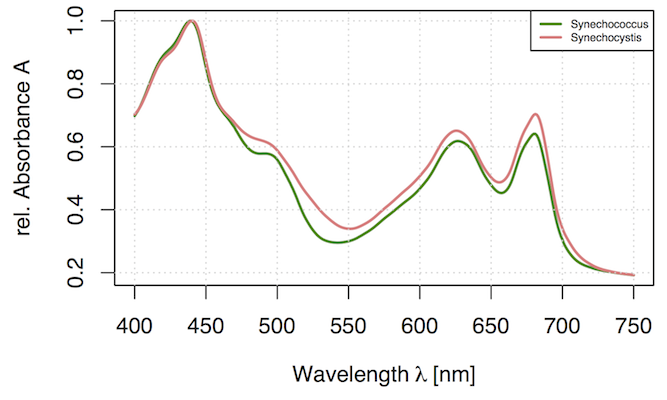 Synechococcus
Synechocystis
rel. Absorbance A
1.0
0.8
0.6
0.4
0.2
400 450 500 550 600 650 700 750
Wavelength λ [nm]